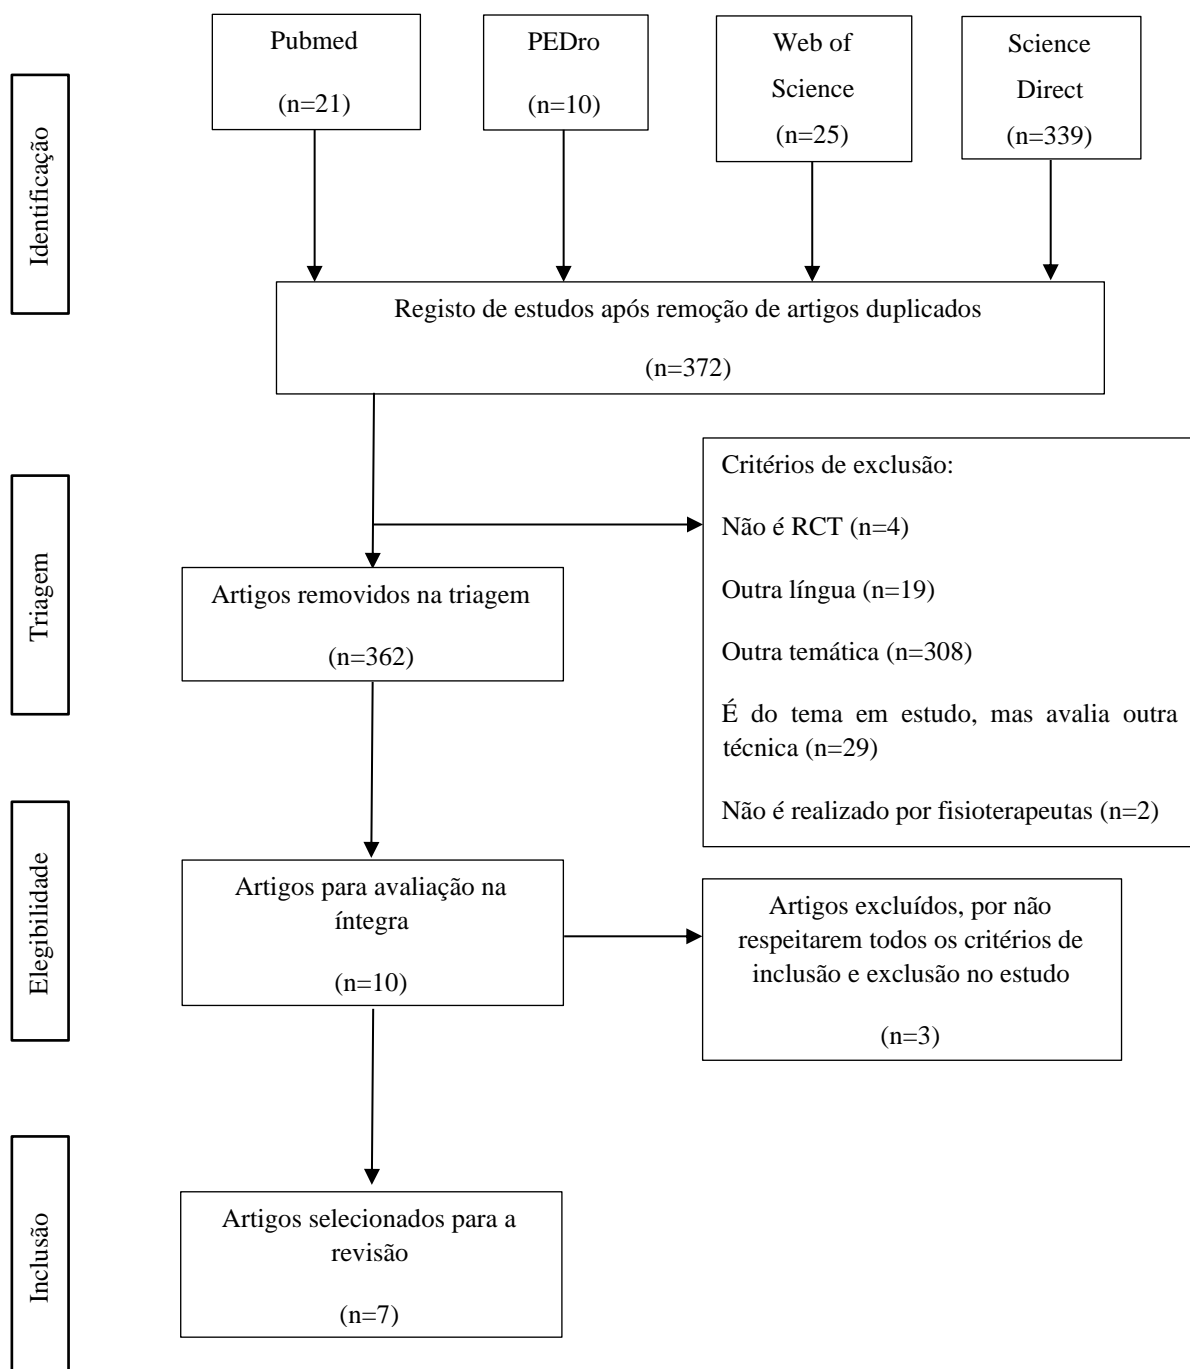 Pubmed
(n=21)
PEDro
(n=10)
Web of
Science
(n=25)
Science
Direct
(n=339)
Identificação
Registo de estudos após remoção de artigos duplicados
(n=372)
Triagem
Critérios de exclusão:
Não é RCT (n=4)
Outra língua (n=19)
Outra temática (n=308)
É do tema em estudo, mas avalia outra
técnica (n=29)
Não é realizado por fisioterapeutas (n=2)
Artigos removidos na triagem
(n=362)
Elegibilidade
Artigos para avaliação na
íntegra
(n=10)
Artigos excluídos, por não
respeitarem todos os critérios de
inclusão e exclusão no estudo
(n=3)
Inclusão
Artigos selecionados para a
revisão
(n=7)